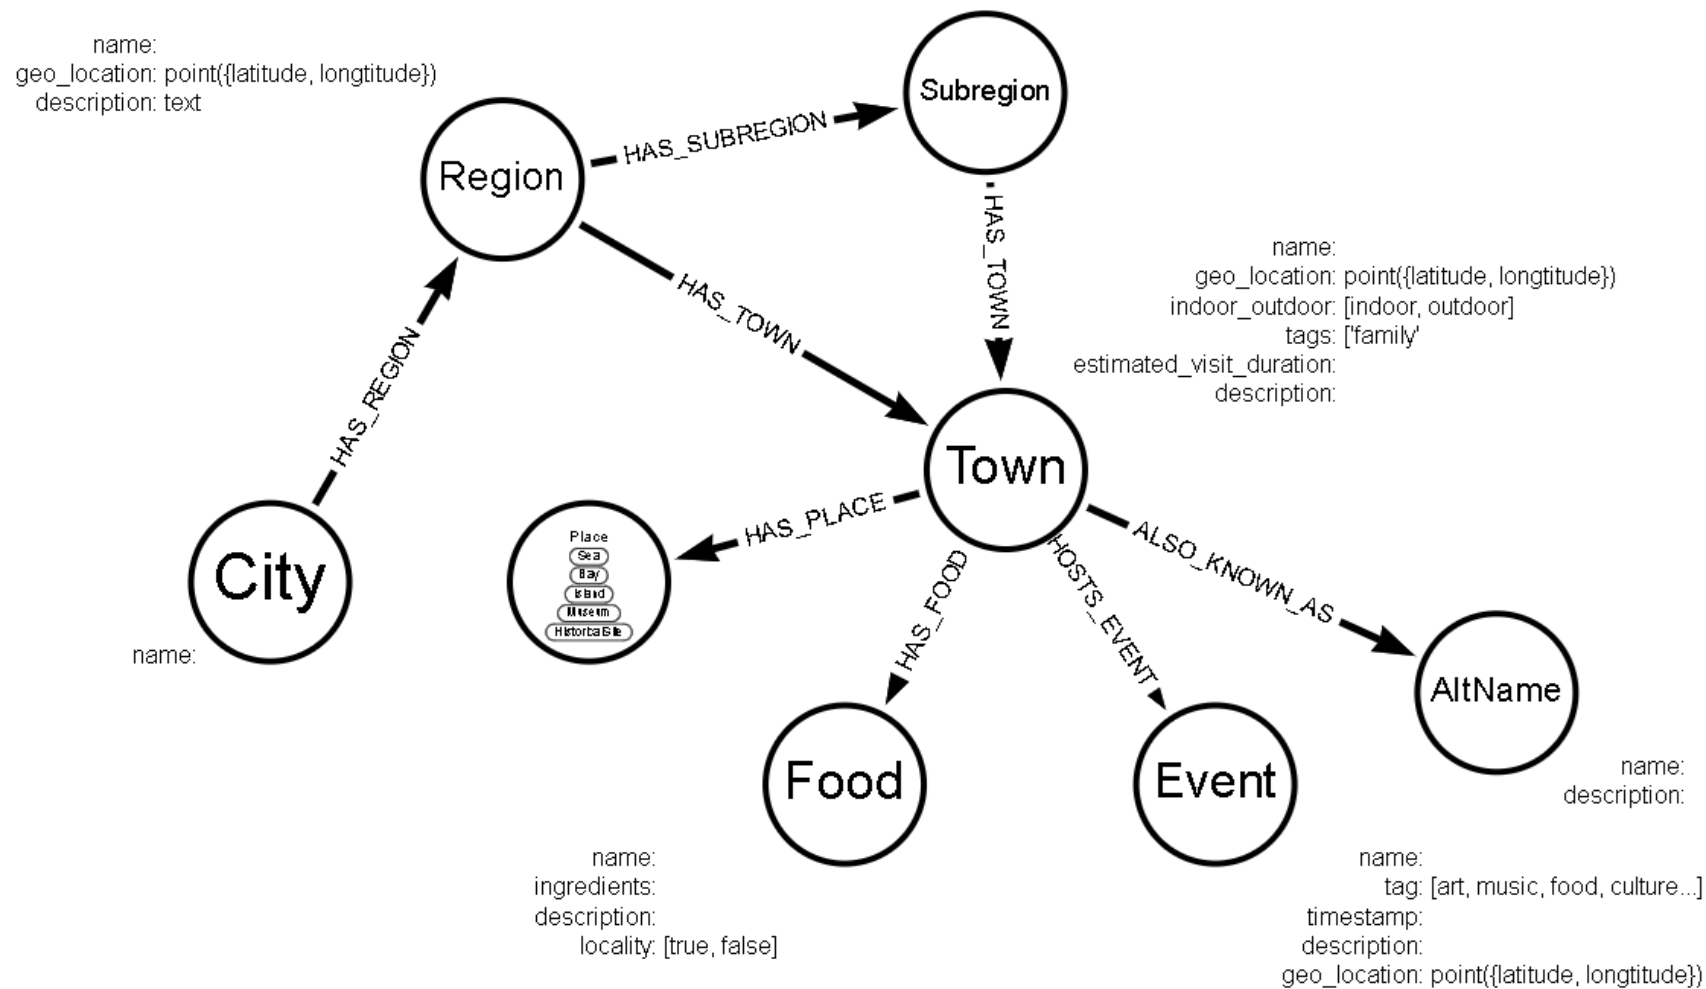 name:
geo_location: point({latitude, longtitude})
description: text
Subregion
HAS_SUBREGION
Region
HAS_TOWN
HAS_TOWN
name:
geo_location: point({latitude, longtitude})
indoor_outdoor: [indoor, outdoor]
tags: ['family'
estimated_visit_duration:
description:
HAS_REGION
Town
City
name:
HAS_PLACE
Place
Sea
Bay
Island
Museum
HistoricalSite
HAS_FOOD
HOSTS_EVENT
ALSO_KNOWN_AS
AltName
name:
description:
Food
name:
ingredients:
description:
locality: [true, false]
Event
name:
tag: [art, music, food, culture...]
timestamp:
description:
geo_location: point({latitude, longtitude})